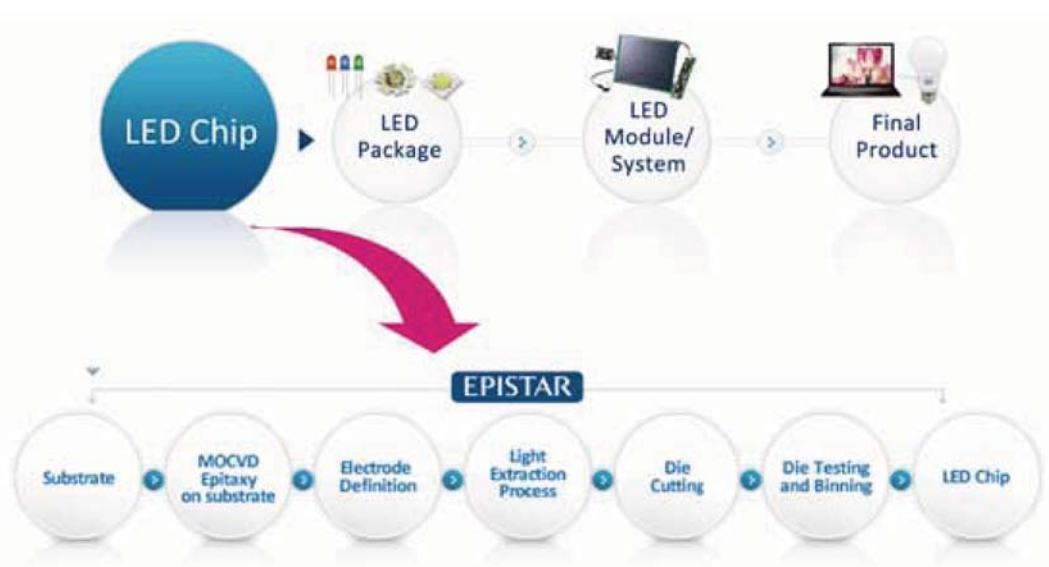 LED Chip
LED
Package
LED
Module/
System
Final
Product
EPISTAR
Substrate
MOCVD
Epitaxy
on substrate
Electrode
Definition
Light
Extraction
Process
Die
Cutting
Die Testing
and Binning
LED Chip